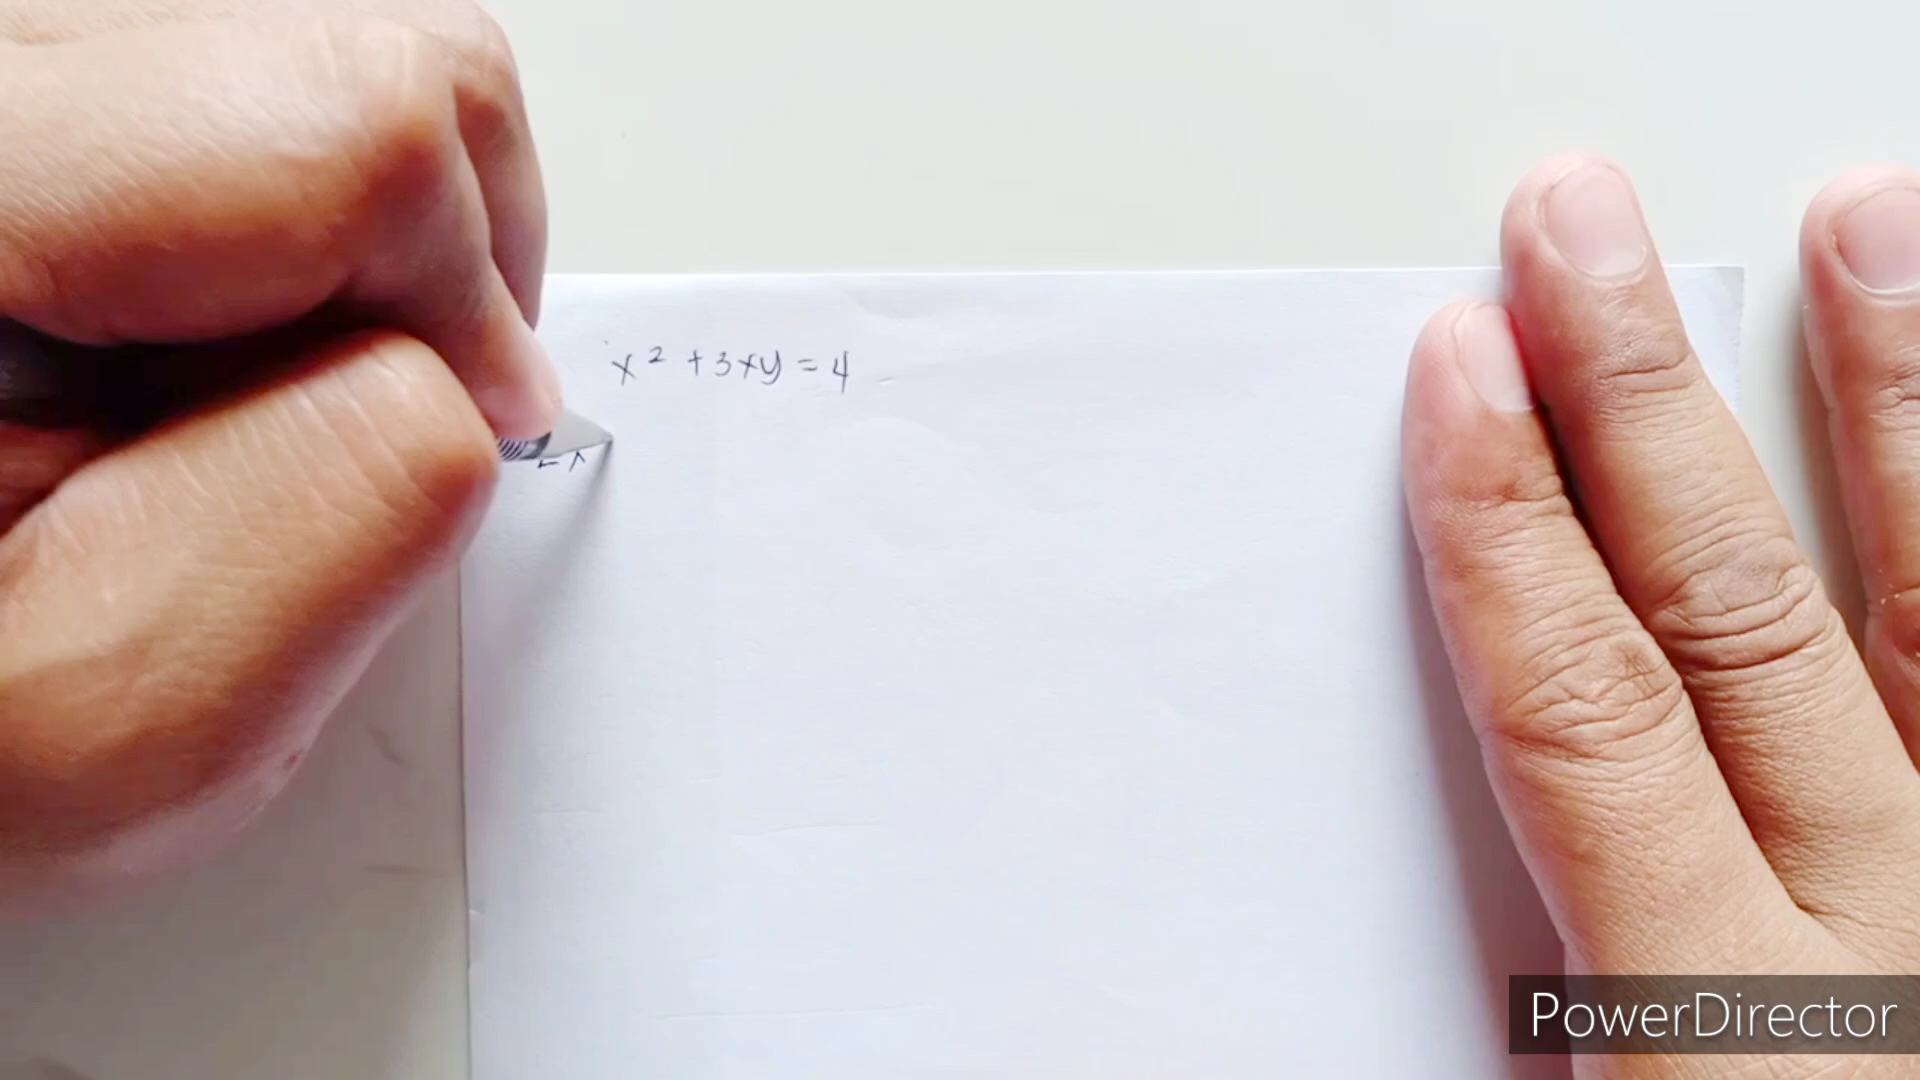 x² + 3xy = 4
PowerDirector